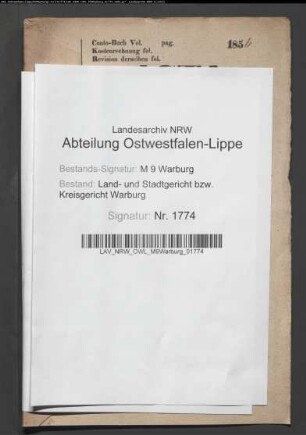 Conto-Buch Vol. pag. 185
Kostenrechnung fol.
Revision derselben fol.
Landesarchiv NRW
Abteilung Ostwestfalen-Lippe
Bestands-Signatur: M 9 Warburg
Bestand: Land- und Stadtgericht bzw.
Kreisgericht Warburg
Signatur: Nr. 1774
LAV_NRW_OWL_M9Warburg_01774